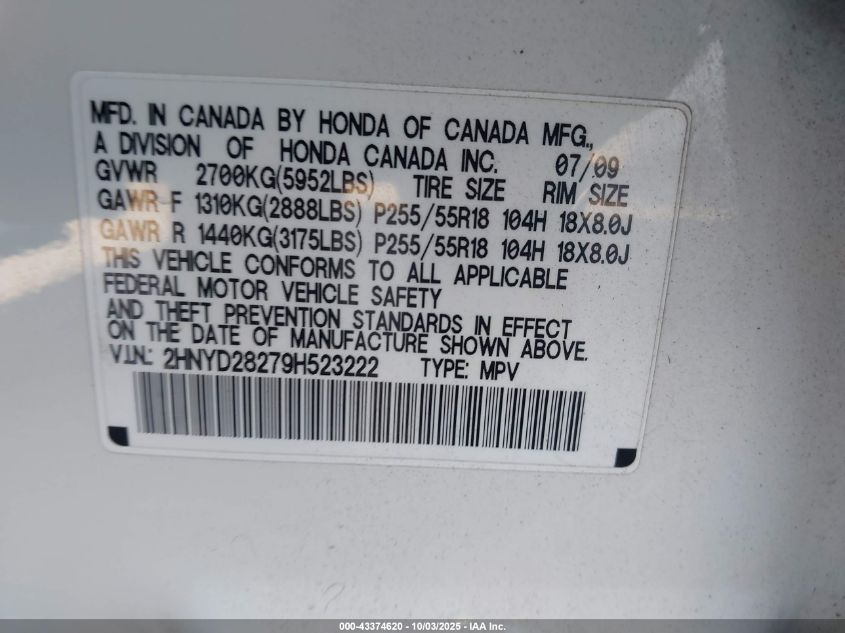 MFD. IN CANADA BY HONDA OF CANADA MFG.,
A DIVISION OF HONDA CANADA INC. 07/09
GVWR 2700KG(5952LBS) TIRE SIZE RIM SIZE
GAWR F 1310KG(2888LBS) P255/55R18 104H 18X8.0J
GAWR R 1440KG(3175LBS) P255/55R18 104H 18X8.0J
THIS VEHICLE CONFORMS TO ALL APPLICABLE
FEDERAL MOTOR VEHICLE SAFETY
AND THEFT PREVENTION STANDARDS IN EFFECT
ON THE DATE OF MANUFACTURE SHOWN ABOVE.
V.I.N.: 2HNYD28279H523222 TYPE: MPV
000-43374620 - 10/03/2025 - IAA Inc.